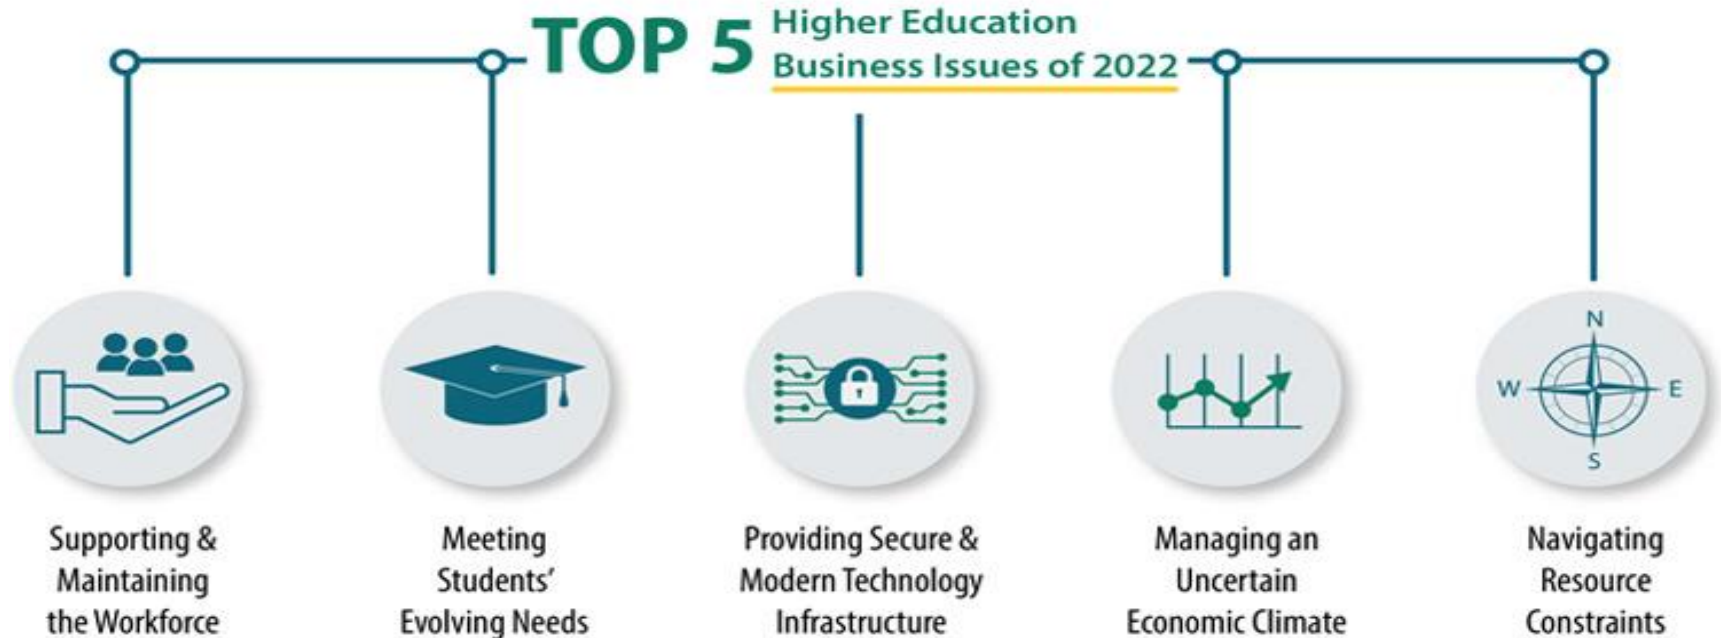 TOP 5
Higher Education
Business Issues of 2022
Supporting &
Maintaining
the Workforce
Meeting
Students’
Evolving Needs
Providing Secure &
Modern Technology
Infrastructure
Managing an
Uncertain
Economic Climate
N
W
E
S
Navigating
Resource
Constraints